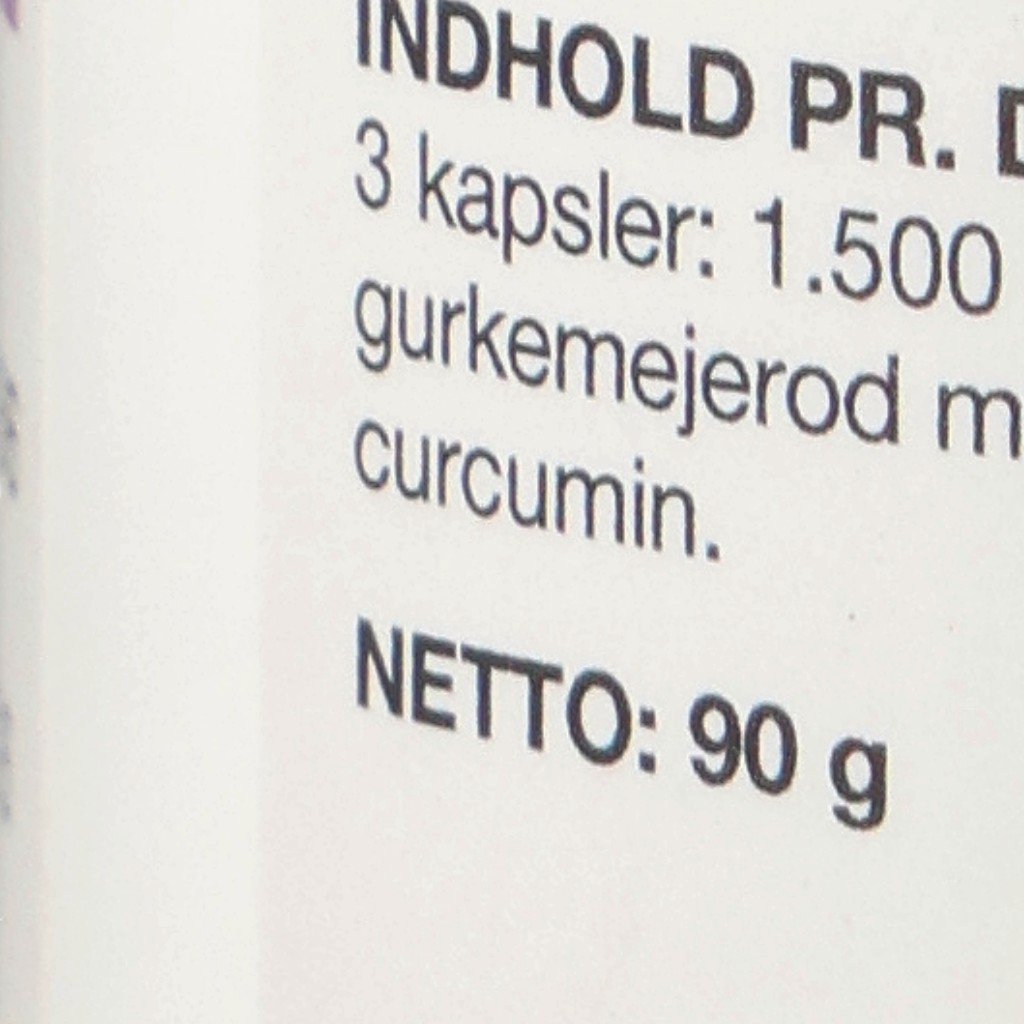 INDHOLD PR.
3 kapsler: 1.500
gurkemejerod
curcumin.
NETTO: 90 g